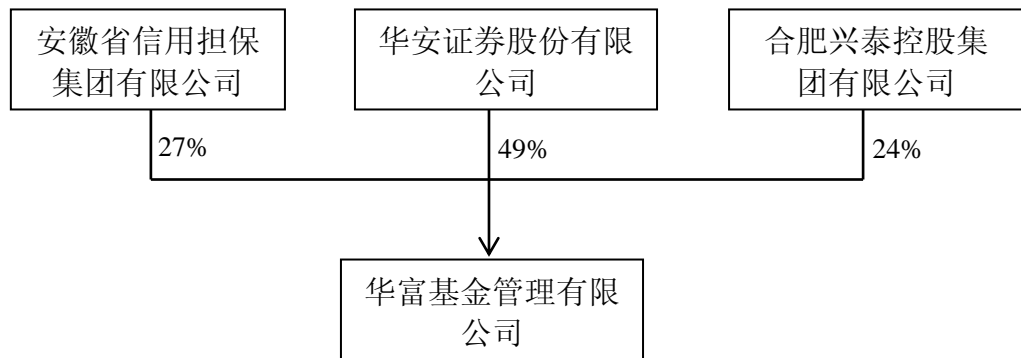 安徽省信用担保
集团有限公司
华安证券股份有限
公司
合肥兴泰控股集
团有限公司
27%
49%
24%
华富基金管理有限
公司